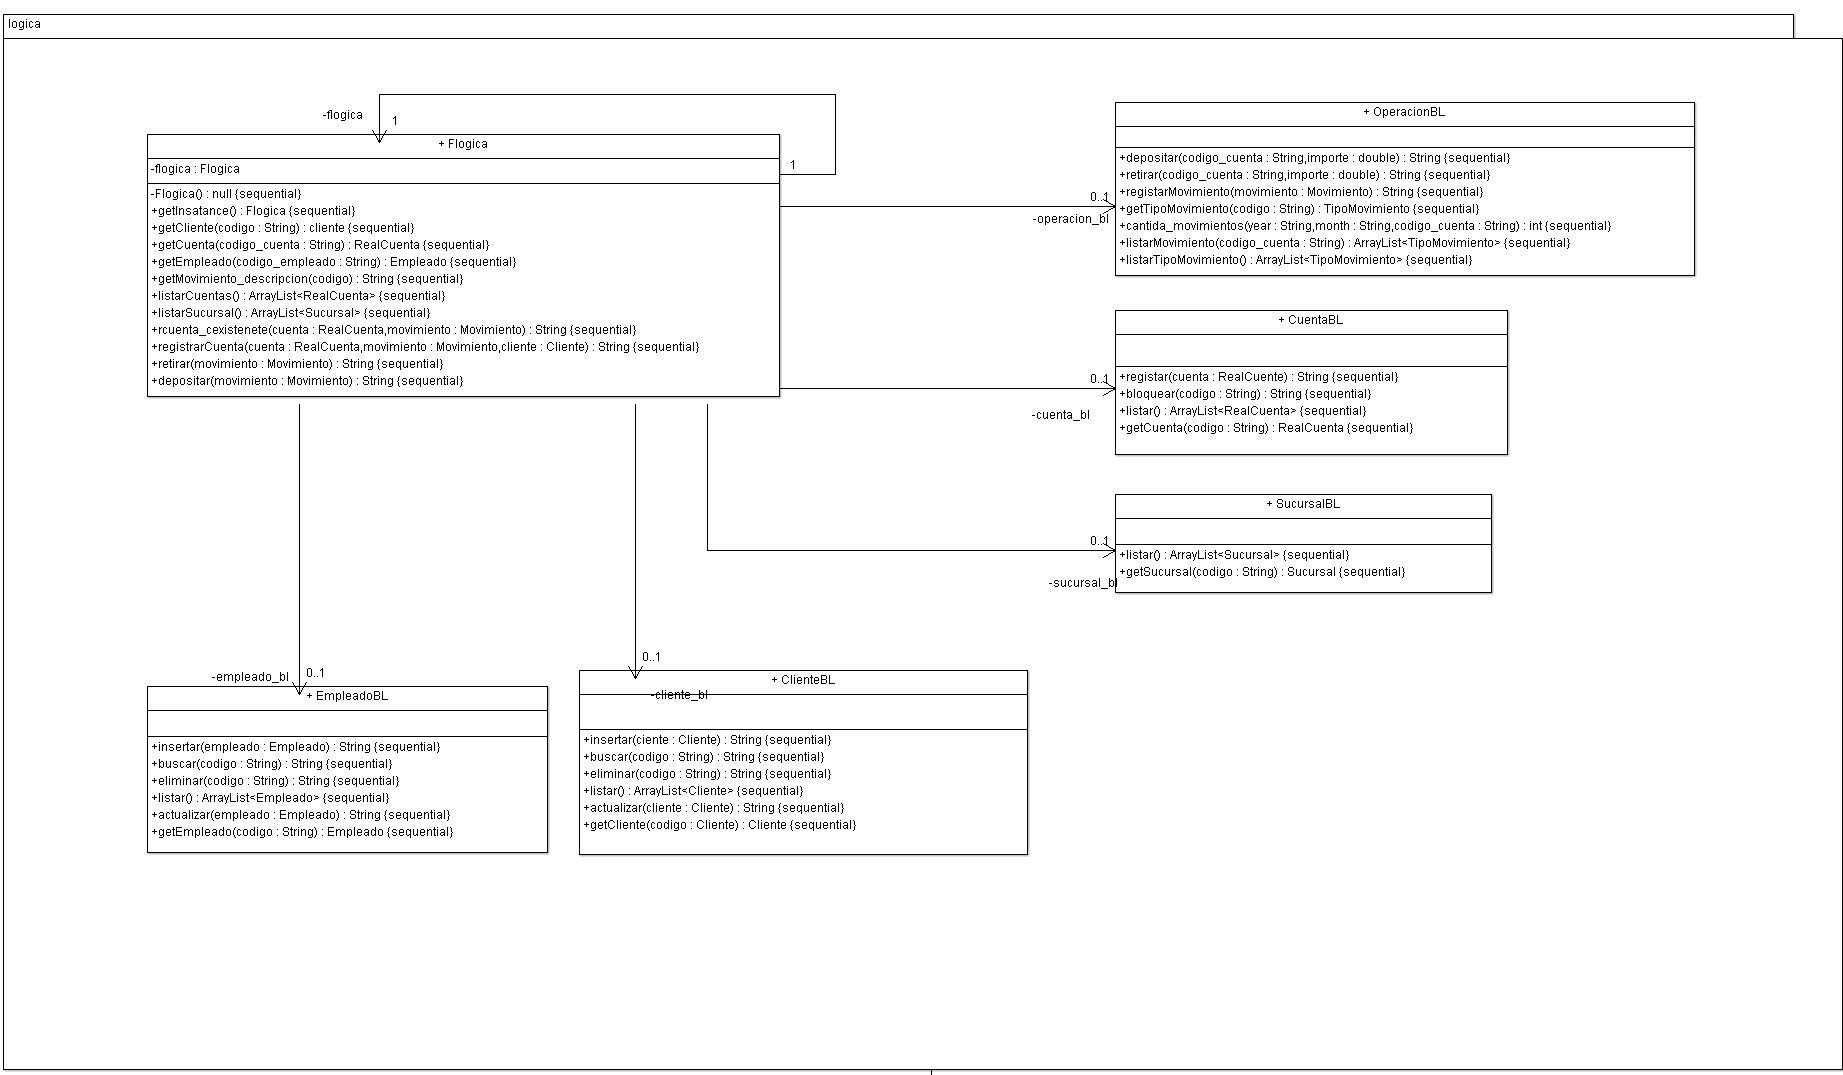 logica
-flogica
1
1
+ Flogica
-flogica : Flogica
-Flogica() : null {sequential}
+getInsatance() : Flogica {sequential}
+getCliente(codigo : String) : cliente {sequential}
+getCuenta(codigo_cuenta : String) : RealCuenta {sequential}
+getEmpleado(codigo_empleado : String) : Empleado {sequential}
+getMovimiento_descripcion(codigo) : String {sequential}
+listarCuentas() : ArrayList<RealCuenta> {sequential}
+listarSucursal() : ArrayList<Sucursal> {sequential}
+rcuenta_cexistenete(cuenta : RealCuenta,movimiento : Movimiento) : String {sequential}
+registrarCuenta(cuenta : RealCuenta,movimiento : Movimiento,cliente : Cliente) : String {sequential}
+retirar(movimiento : Movimiento) : String {sequential}
+depositar(movimiento : Movimiento) : String {sequential}
0..1
-operacion_bl
+ OperacionBL
+depositar(codigo_cuenta : String,importe : double) : String {sequential}
+retirar(codigo_cuenta : String,importe : double) : String {sequential}
+registarMovimiento(movimiento : Movimiento) : String {sequential}
+getTipoMovimiento(codigo : String) : TipoMovimiento {sequential}
+cantida_movimientos(year : String,month : String,codigo_cuenta : String) : int {sequential}
+listarMovimiento(codigo_cuenta : String) : ArrayList<TipoMovimiento> {sequential}
+listarTipoMovimiento() : ArrayList<TipoMovimiento> {sequential}
0..1
-cuenta_bl
+ CuentaBL
+registar(cuenta : RealCuente) : String {sequential}
+bloquear(codigo : String) : String {sequential}
+listar() : ArrayList<RealCuenta> {sequential}
+getCuenta(codigo : String) : RealCuenta {sequential}
0..1
-sucursal_bl
+ SucursalBL
+listar() : ArrayList<Sucursal> {sequential}
+getSucursal(codigo : String) : Sucursal {sequential}
-empleado_bl
0..1
+ EmpleadoBL
+insertar(empleado : Empleado) : String {sequential}
+buscar(codigo : String) : String {sequential}
+eliminar(codigo : String) : String {sequential}
+listar() : ArrayList<Empleado> {sequential}
+actualizar(empleado : Empleado) : String {sequential}
+getEmpleado(codigo : String) : Empleado {sequential}
0..1
+ ClienteBL
-cliente_bl
+insertar(ciente : Cliente) : String {sequential}
+buscar(codigo : String) : String {sequential}
+eliminar(codigo : String) : String {sequential}
+listar() : ArrayList<Cliente> {sequential}
+actualizar(cliente : Cliente) : String {sequential}
+getCliente(codigo : Cliente) : Cliente {sequential}